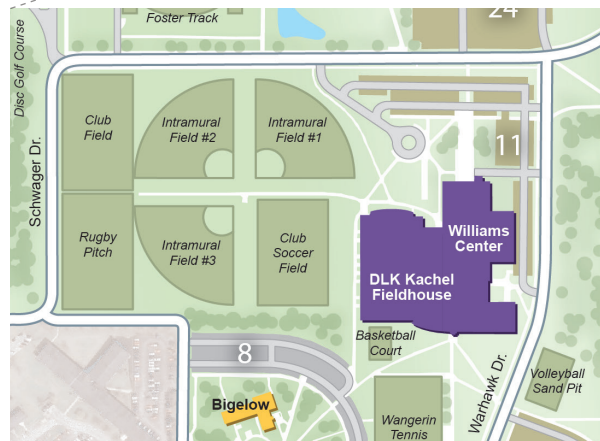 Foster Track
24
Disc Golf Course
Schwager Dr.
Club
Field
Intramural
Field #2
Intramural
Field #1
11
Rugby
Pitch
Intramural
Field #3
Club
Soccer
Field
Williams
Center
DLK Kachel
Fieldhouse
8
Basketball
Court
Bigelow
Wangerin
Tennis
Warhawk Dr.
Volleyball
Sand Pit